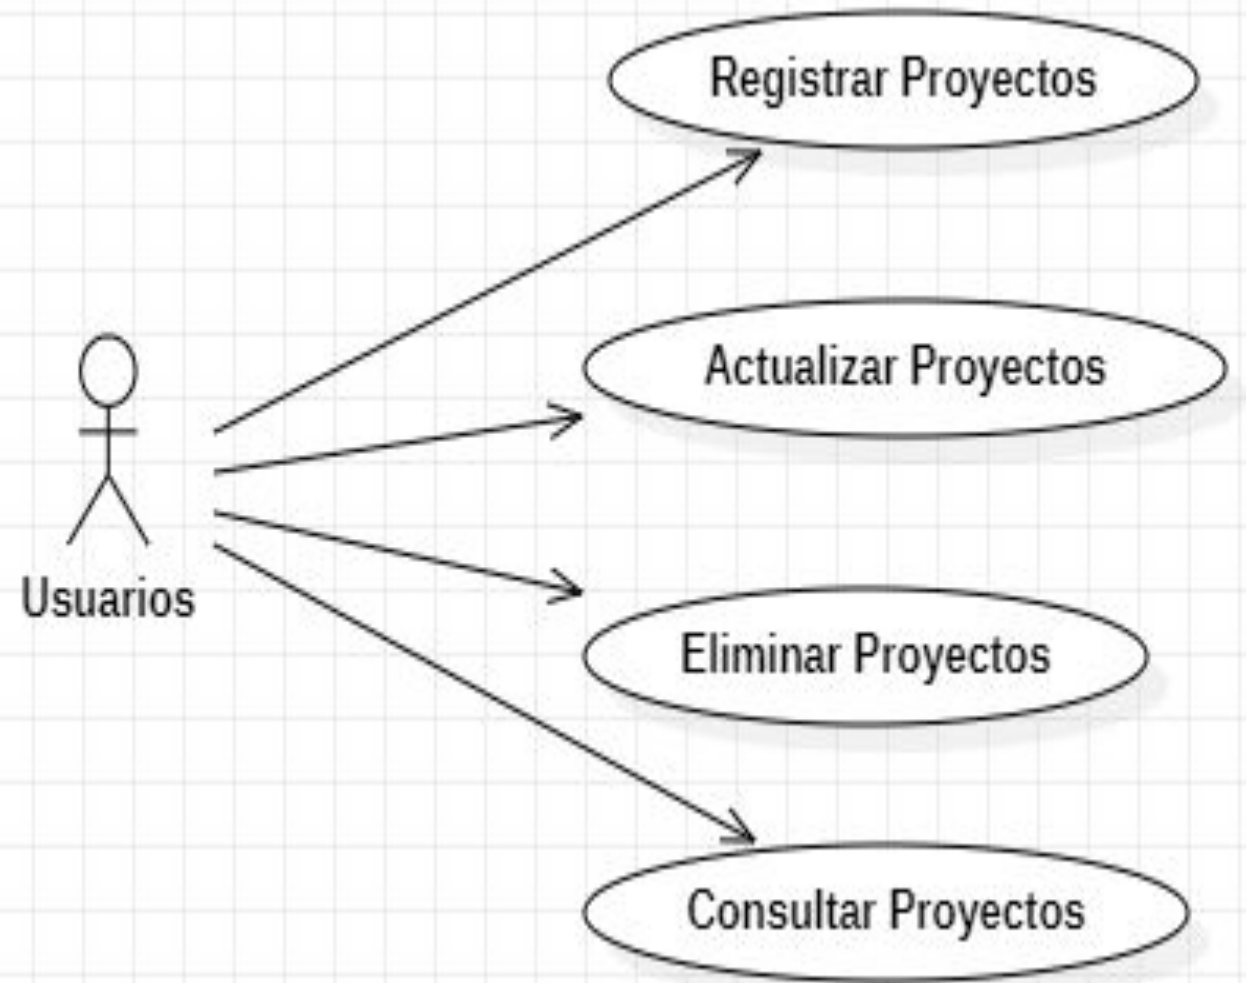 Registrar Proyectos
Actualizar Proyectos
Usuarios
Eliminar Proyectos
Consultar Proyectos